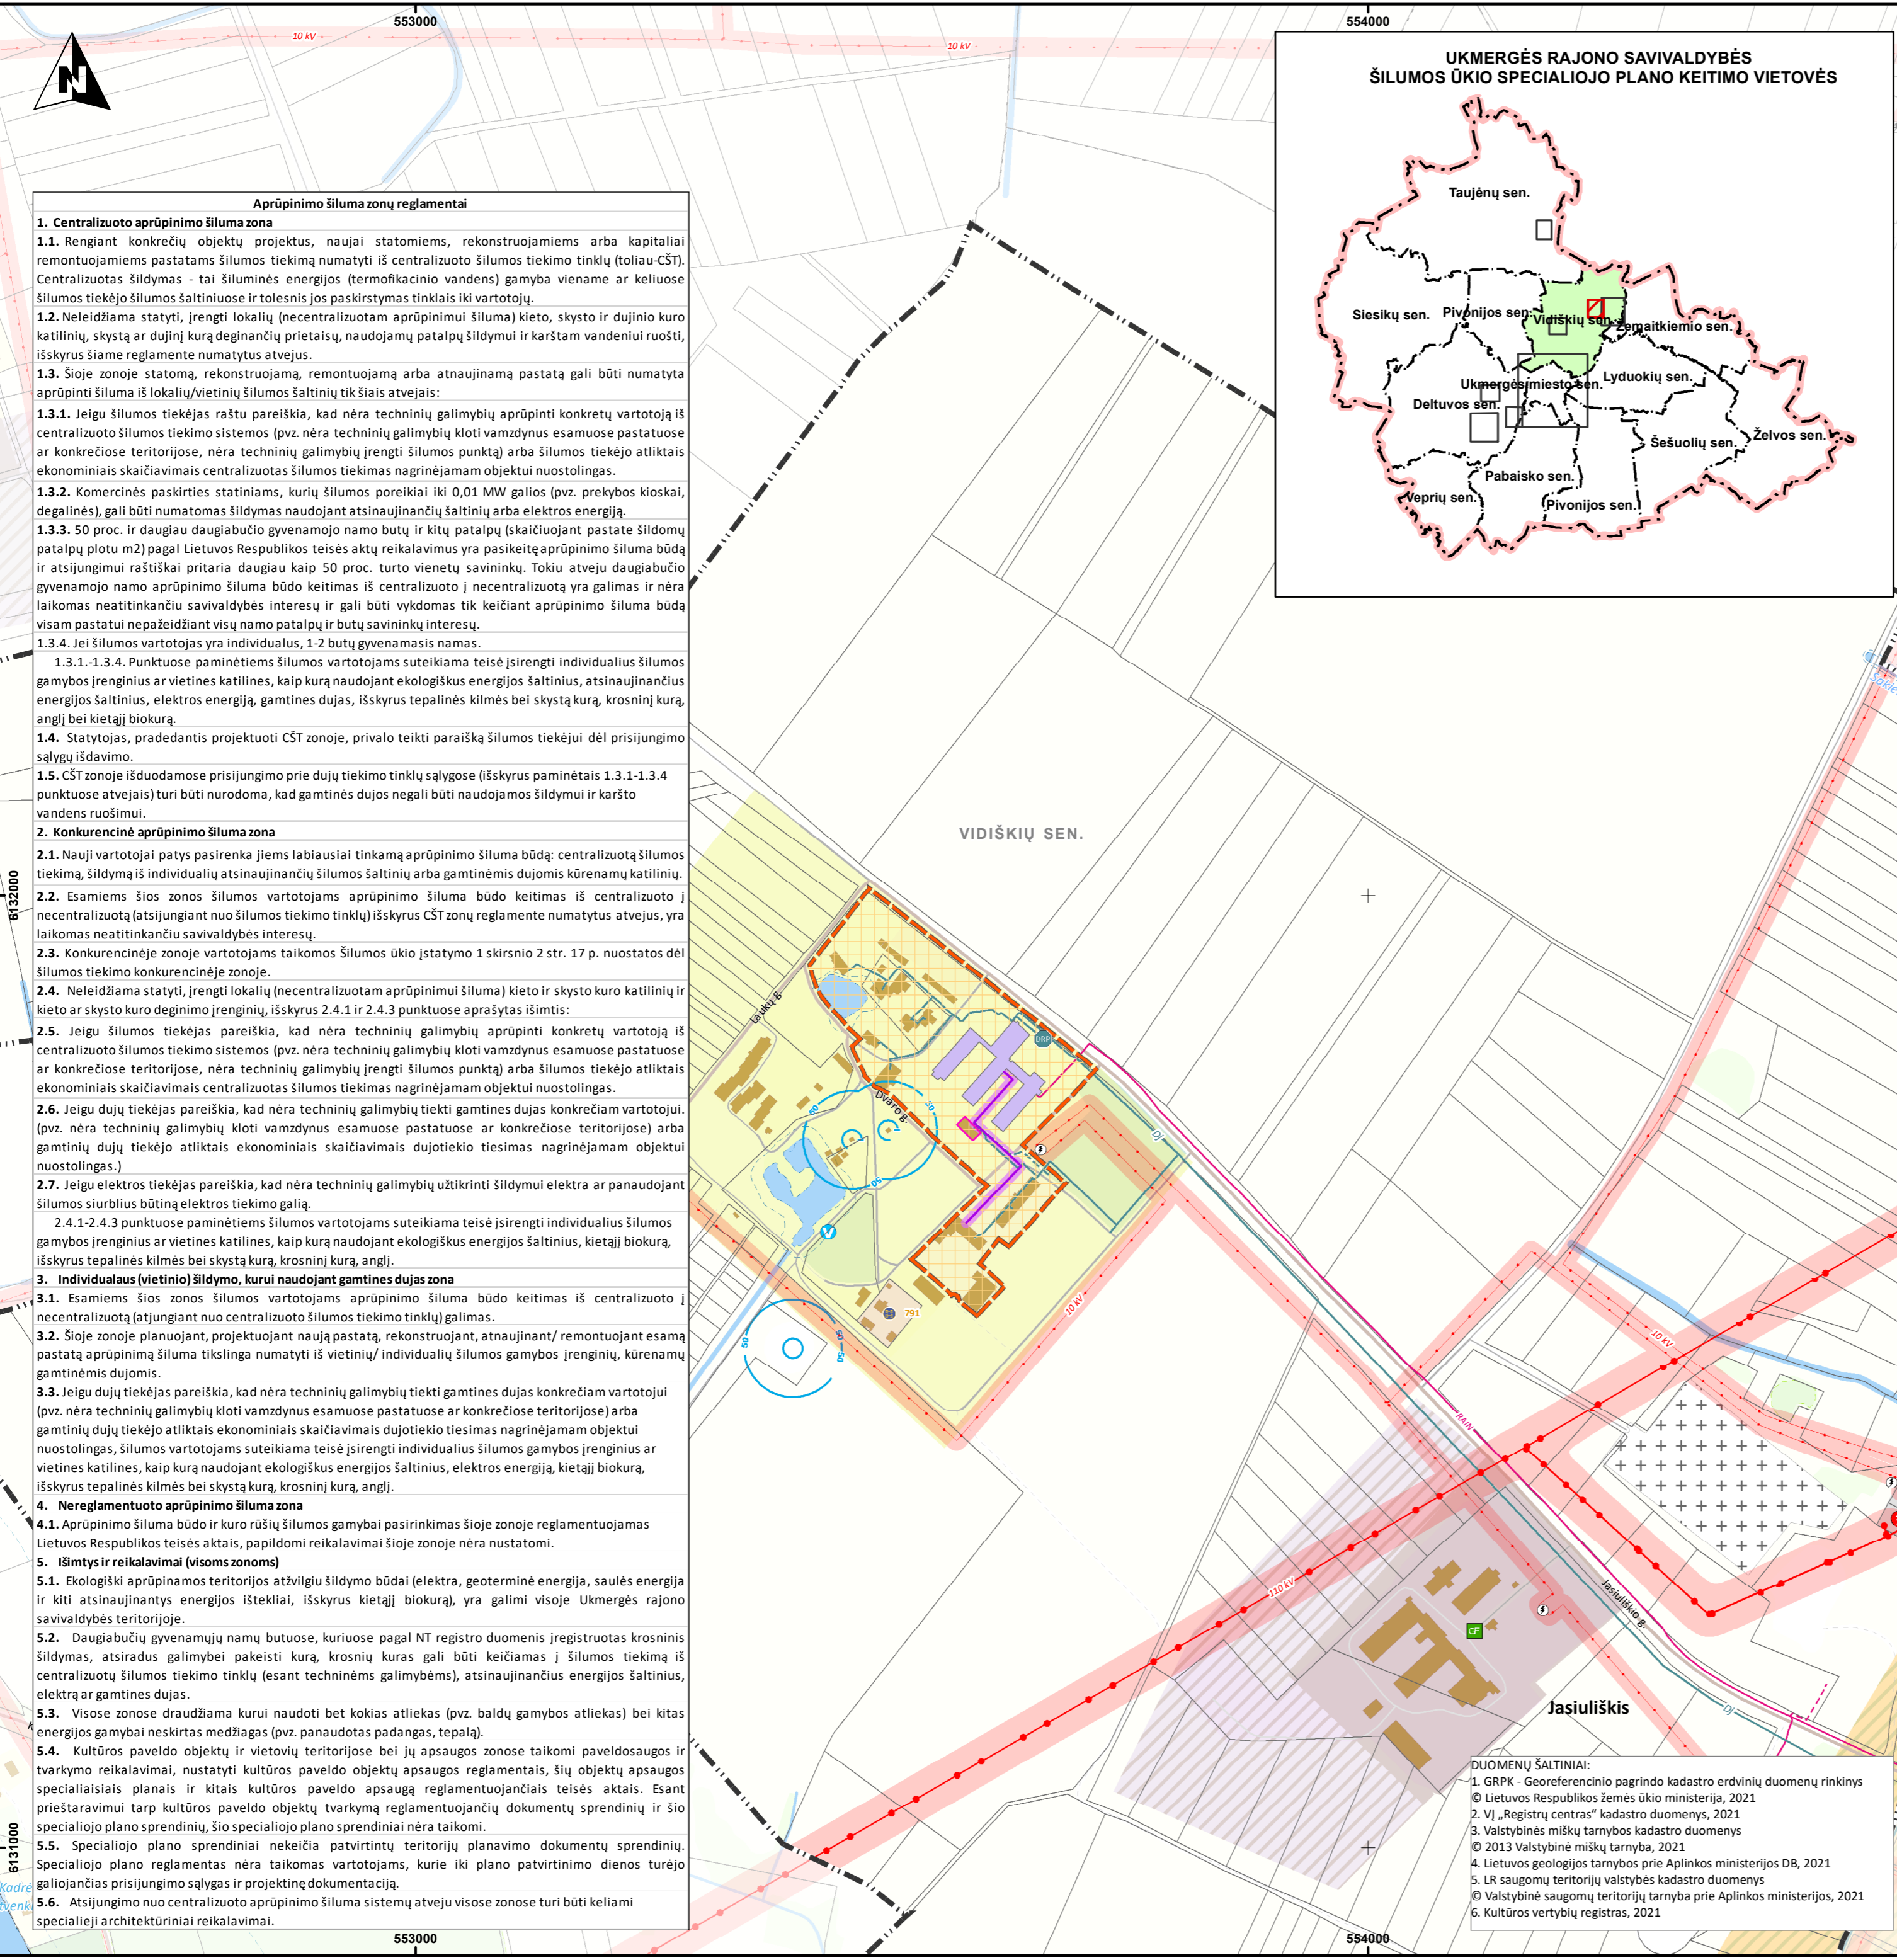 553000
554000
10 kV
10 kV
N
UKMERGĖS RAJONO SAVIVALDYBĖS
ŠILUMOS ŪKIO SPECIALIOJO PLANO KEITIMO VIETOVĖS
Taujėnų sen.
Siesikų sen.
Pivonijos sen.
Vidiškių sen.
Žemaitkiemio sen.
Ukmergės miesto sen.
Lyduokių sen.
Deltuvos sen.
Šešuolių sen.
Želvos sen.
Pabaisko sen.
Veprių sen.
Pivonijos sen.
Aprūpinimo šiluma zonų reglamentai
1. Centralizuoto aprūpinimo šiluma zona
1.1. Rengiant konkrečių objektų projektus, naujai statomiems, rekonstruojamiems arba kapitaliai
remontuojamiems pastatams šilumos tiekimą numatyti iš centralizuoto šilumos tiekimo tinklų (toliau-CŠT).
Centralizuotas šildymas - tai šiluminės energijos (termofikacinio vandens) gamyba viename ar keliuose
šilumos tiekėjo šilumos šaltiniuose ir tolesnis jos paskirstymas tinklais iki vartotojų.
1.2. Neleidžiama statyti, įrengti lokalių (necentralizuotam aprūpinimui šiluma) kieto, skysto ir dujinio kuro
katilinių, skystą ar dujinį kurą deginančių prietaisų, naudojamų patalpų šildymui ir karštam vandeniui ruošti,
išskyrus šiame reglamente numatytus atvejus.
1.3. Šioje zonoje statomą, rekonstruojamą, remontuojamą arba atnaujinamą pastatą gali būti numatyta
aprūpinti šiluma iš lokalių/vietinių šilumos šaltinių tik šiais atvejais:
1.3.1. Jeigu šilumos tiekėjas raštu pareiškia, kad nėra techninių galimybių aprūpinti konkretų vartotoją iš
centralizuoto šilumos tiekimo sistemos (pvz. nėra techninių galimybių kloti vamzdynus esamuose pastatuose
ar konkrečiose teritorijose, nėra techninių galimybių įrengti šilumos punktą) arba šilumos tiekėjo atliktais
ekonominiais skaičiavimais centralizuotas šilumos tiekimas nagrinėjamam objektui nuostolingas.
1.3.2. Komercinės paskirties statiniams, kurių šilumos poreikiai iki 0,01 MW galios (pvz. prekybos kioskai,
degalinės), gali būti numatomas šildymas naudojant atsinaujinančių šaltinių arba elektros energiją.
1.3.3. 50 proc. ir daugiau daugiabučio gyvenamojo namo butų ir kitų patalpų (skaičiuojant pastate šildomų
patalpų plotu m2) pagal Lietuvos Respublikos teisės aktų reikalavimus yra pasikeitę aprūpinimo šiluma būdą
ir atsijungimui raštiškai pritaria daugiau kaip 50 proc. turto vienetų savininkų. Tokiu atveju daugiabučio
gyvenamojo namo aprūpinimo šiluma būdo keitimas iš centralizuoto į necentralizuotą yra galimas ir nėra
laikomas neatitinkančiu savivaldybės interesų ir gali būti vykdomas tik keičiant aprūpinimo šiluma būdą
visam pastatui nepažeidžiant visų namo patalpų ir butų savininkų interesų.
1.3.4. Jei šilumos vartotojas yra individualus, 1-2 butų gyvenamasis namas.
1.3.1.-1.3.4. Punktuose paminėtiems šilumos vartotojams suteikiama teisė įsirengti individualius šilumos
gamybos įrenginius ar vietines katilines, kaip kurą naudojant ekologiškus energijos šaltinius, atsinaujinančius
energijos šaltinius, elektros energiją, gamtines dujas, išskyrus tepalinės kilmės bei skystą kurą, krosninį kurą,
anglį bei kietąjį biokurą.
1.4. Statytojas, pradedantis projektuoti CŠT zonoje, privalo teikti paraišką šilumos tiekėjui dėl prisijungimo
sąlygų išdavimo.
1.5. CŠT zonoje išduodamose prisijungimo prie dujų tiekimo tinklų sąlygose (išskyrus paminėtais 1.3.1-1.3.4
punktuose atvejais) turi būti nurodoma, kad gamtinės dujos negali būti naudojamos šildymui ir karšto
vandens ruošimui.
2. Konkurencinė aprūpinimo šiluma zona
2.1. Nauji vartotojai patys pasirenka jiems labiausiai tinkamą aprūpinimo šiluma būdą: centralizuotą šilumos
tiekimą, šildymą iš individualių atsinaujinančių šilumos šaltinių arba gamtinėmis dujomis kūrenamų katilinių.
2.2. Esamiems šios zonos šilumos vartotojams aprūpinimo šiluma būdo keitimas iš centralizuoto į
necentralizuotą (atsijungiant nuo šilumos tiekimo tinklų) išskyrus CŠT zonų reglamente numatytus atvejus, yra
laikomas neatitinkančiu savivaldybės interesų.
2.3. Konkurencinėje zonoje vartotojams taikomos Šilumos ūkio įstatymo 1 skirsnio 2 str. 17 p. nuostatos dėl
šilumos tiekimo konkurencinėje zonoje.
2.4. Neleidžiama statyti, įrengti lokalių (necentralizuotam aprūpinimui šiluma) kieto ir skysto kuro katilinių ir
kieto ar skysto kuro deginimo įrenginių, išskyrus 2.4.1 ir 2.4.3 punktuose aprašytas išimtis:
2.5. Jeigu šilumos tiekėjas pareiškia, kad nėra techninių galimybių aprūpinti konkretų vartotoją iš
centralizuoto šilumos tiekimo sistemos (pvz. nėra techninių galimybių kloti vamzdynus esamuose pastatuose
ar konkrečiose teritorijose, nėra techninių galimybių įrengti šilumos punktą) arba šilumos tiekėjo atliktais
ekonominiais skaičiavimais centralizuotas šilumos tiekimas nagrinėjamam objektui nuostolingas.
2.6. Jeigu dujų tiekėjas pareiškia, kad nėra techninių galimybių tiekti gamtines dujas konkrečiam vartotojui.
(pvz. nėra techninių galimybių kloti vamzdynus esamuose pastatuose ar konkrečiose teritorijose) arba
gamtinių dujų tiekėjo atliktais ekonominiais skaičiavimais dujotiekio tiesimas nagrinėjamam objektui
nuostolingas.)
2.7. Jeigu elektros tiekėjas pareiškia, kad nėra techninių galimybių užtikrinti šildymui elektra ar panaudojant
šilumos siurblius būtiną elektros tiekimo galią.
2.4.1-2.4.3 punktuose paminėtiems šilumos vartotojams suteikiama teisė įsirengti individualius šilumos
gamybos įrenginius ar vietines katilines, kaip kurą naudojant ekologiškus energijos šaltinius, kietąjį biokurą,
išskyrus tepalinės kilmės bei skystą kurą, krosninį kurą, anglį.
3. Individualaus (vietinio) šildymo, kurui naudojant gamtines dujas zona
3.1. Esamiems šios zonos šilumos vartotojams aprūpinimo šiluma būdo keitimas iš centralizuoto į
necentralizuotą (atjungiant nuo centralizuoto šilumos tiekimo tinklų) galimas.
3.2. Šioje zonoje planuojant, projektuojant naują pastatą, rekonstruojant, atnaujinant/ remontuojant esamą
pastatą aprūpinimą šiluma tikslinga numatyti iš vietinių/ individualių šilumos gamybos įrenginių, kūrenamų
gamtinėmis dujomis.
3.3. Jeigu dujų tiekėjas pareiškia, kad nėra techninių galimybių tiekti gamtines dujas konkrečiam vartotojui
(pvz. nėra techninių galimybių kloti vamzdynus esamuose pastatuose ar konkrečiose teritorijose) arba
gamtinių dujų tiekėjo atliktais ekonominiais skaičiavimais dujotiekio tiesimas nagrinėjamam objektui
nuostolingas, šilumos vartotojams suteikiama teisė įsirengti individualius šilumos gamybos įrenginius ar
vietines katilines, kaip kurą naudojant ekologiškus energijos šaltinius, elektros energiją, kietąjį biokurą,
išskyrus tepalinės kilmės bei skystą kurą, krosninį kurą, anglį.
4. Nereglamentuoto aprūpinimo šiluma zona
4.1. Aprūpinimo šiluma būdo ir kuro rūšių šilumos gamybai pasirinkimas šioje zonoje reglamentuojamas
Lietuvos Respublikos teisės aktais, papildomi reikalavimai šioje zonoje nėra nustatomi.
5. Išimtys ir reikalavimai (visoms zonoms)
5.1. Ekologiški aprūpinamos teritorijos atžvilgiu šildymo būdai (elektra, geoterminė energija, saulės energija
ir kiti atsinaujinantys energijos ištekliai, išskyrus kietąjį biokurą), yra galimi visoje Ukmergės rajono
savivaldybės teritorijoje.
5.2. Daugiabučių gyvenamųjų namų butuose, kuriuose pagal NT registro duomenis įregistruotas krosninis
šildymas, atsiradus galimybei pakeisti kurą, krosnių kuras gali būti keičiamas į šilumos tiekimą iš
centralizuotų šilumos tiekimo tinklų (esant techninėms galimybėms), atsinaujinančius energijos šaltinius,
elektrą ar gamtines dujas.
5.3. Visose zonose draudžiama kurui naudoti bet kokias atliekas (pvz. baldų gamybos atliekas) bei kitas
energijos gamybai neskirtas medžiagas (pvz. panaudotas padangas, tepalą).
5.4. Kultūros paveldo objektų ir vietovių teritorijose bei jų apsaugos zonose taikomi paveldosaugos ir
tvarkymo reikalavimai, nustatyti kultūros paveldo objektų apsaugos reglamentais, šių objektų apsaugos
specialiaisiais planais ir kitais kultūros paveldo apsaugą reglamentuojančiais teisės aktais. Esant
prieštaravimui tarp kultūros paveldo objektų tvarkymą reglamentuojančių dokumentų sprendinių ir šio
specialiojo plano sprendinių, šio specialiojo plano sprendiniai nėra taikomi.
5.5. Specialiojo plano sprendiniai nekeičia patvirtintų teritorijų planavimo dokumentų sprendinių.
Specialiojo plano reglamentas nėra taikomas vartotojams, kurie iki plano patvirtinimo dienos turėjo
galiojančias prisijungimo sąlygas ir projektinę dokumentaciją.
5.6. Atsijungimo nuo centralizuoto aprūpinimo šiluma sistemų atveju visose zonose turi būti keliami
specialieji architektūriniai reikalavimai.
6132000
6131000
VIDIŠKIŲ SEN.
Laukų g.
DRP
Dvaro g.
50
50
50
V
791
50
50
50
10 kV
Dj
10 kV
RAIN
110 kV
GF
Jasiuliškio g.
Jasiuliškis
Dj
DUOMENŲ ŠALTINIAI:
1. GRPK - Georeferencinio pagrindo kadastro erdvinių duomenų rinkinys
© Lietuvos Respublikos žemės ūkio ministerija, 2021
2. VĮ „Registrų centras“ kadastro duomenys, 2021
3. Valstybinės miškų tarnybos kadastro duomenys
© 2013 Valstybinė miškų tarnyba, 2021
4. Lietuvos geologijos tarnybos prie Aplinkos ministerijos DB, 2021
5. LR saugomų teritorijų valstybės kadastro duomenys
© Valstybinė saugomų teritorijų tarnyba prie Aplinkos ministerijos, 2021
6. Kultūros vertybių registras, 2021
553000
554000